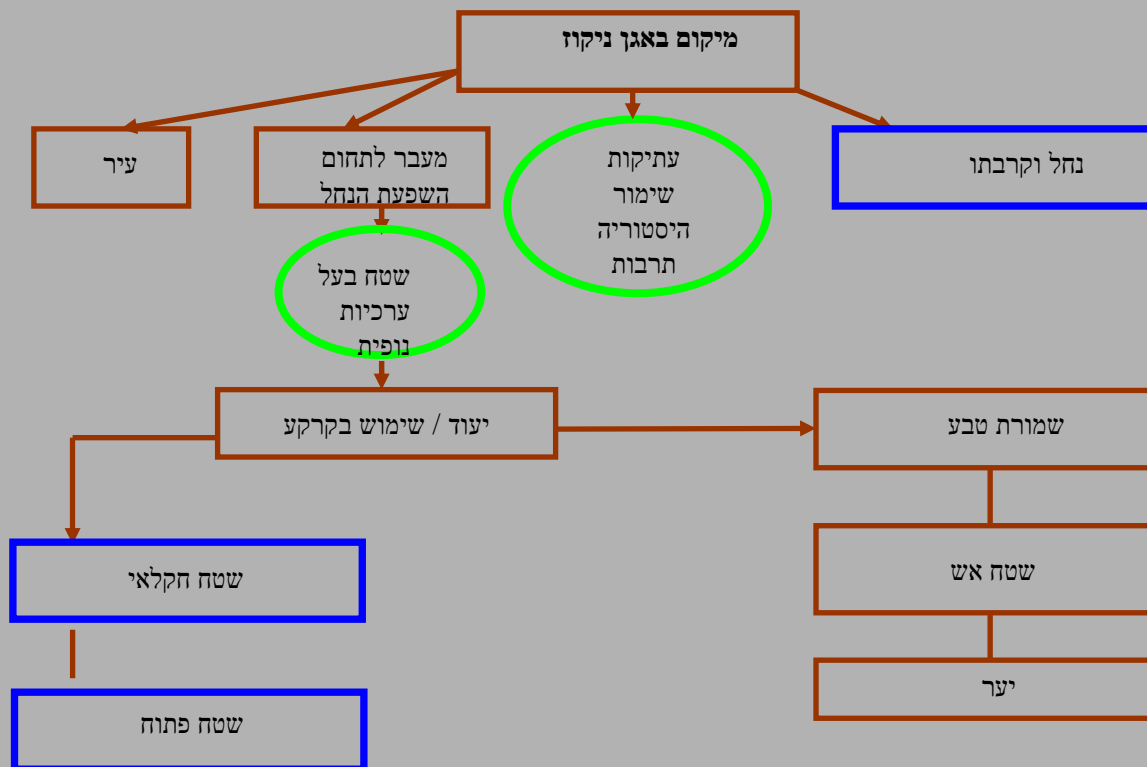 מיקום באגן ניקוז
נחל וקרבתו
עתיקות
שימור
היסטוריה
תרבות
מעבר לתחום
השפעת הנחל
עיר
שטח בעל
ערכיות
נופית
יעוד / שימוש בקרקע
שמורת טבע
שטח אש
יער
שטח חקלאי
שטח פתוח